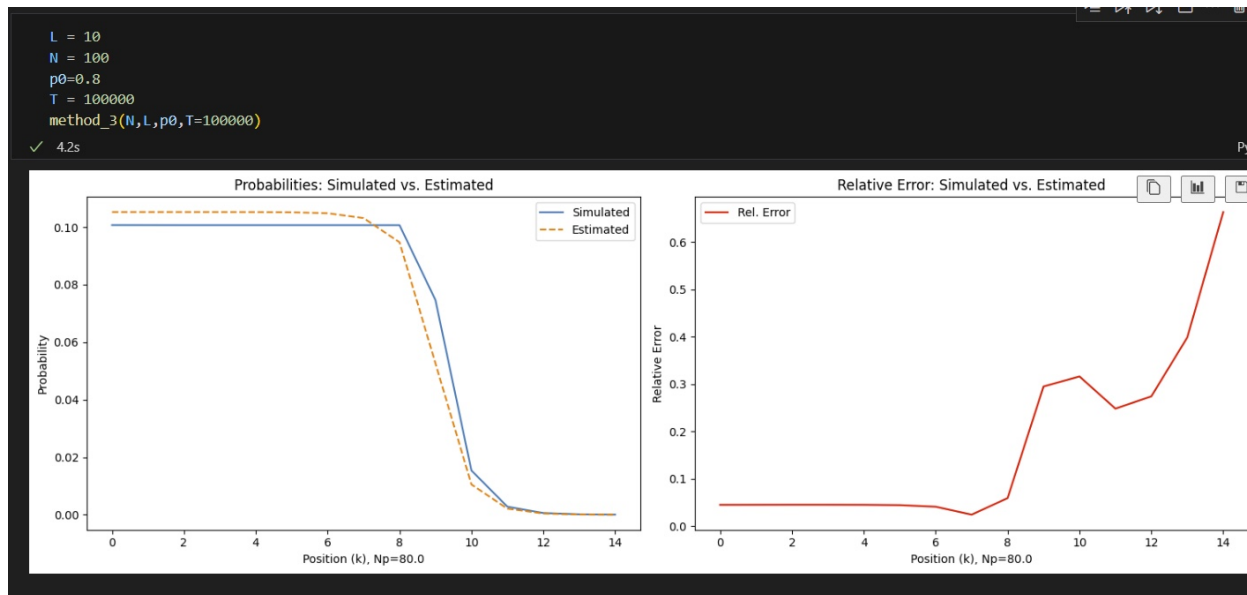 L = 10
N = 100
p0=0.8
T = 100000
method_3(N,L,p0,T=100000)
✓ 4.2s
Probabilities: Simulated vs. Estimated
Simulated
Estimated
0.10
0.08
0.06
0.04
0.02
0.00
Probability
0 2 4 6 8 10 12 14
Position (k), Np=80.0
Relative Error: Simulated vs. Estimated
Rel. Error
0.6
0.5
0.4
0.3
0.2
0.1
0.0
Relative Error
0 2 4 6 8 10 12 14
Position (k), Np=80.0